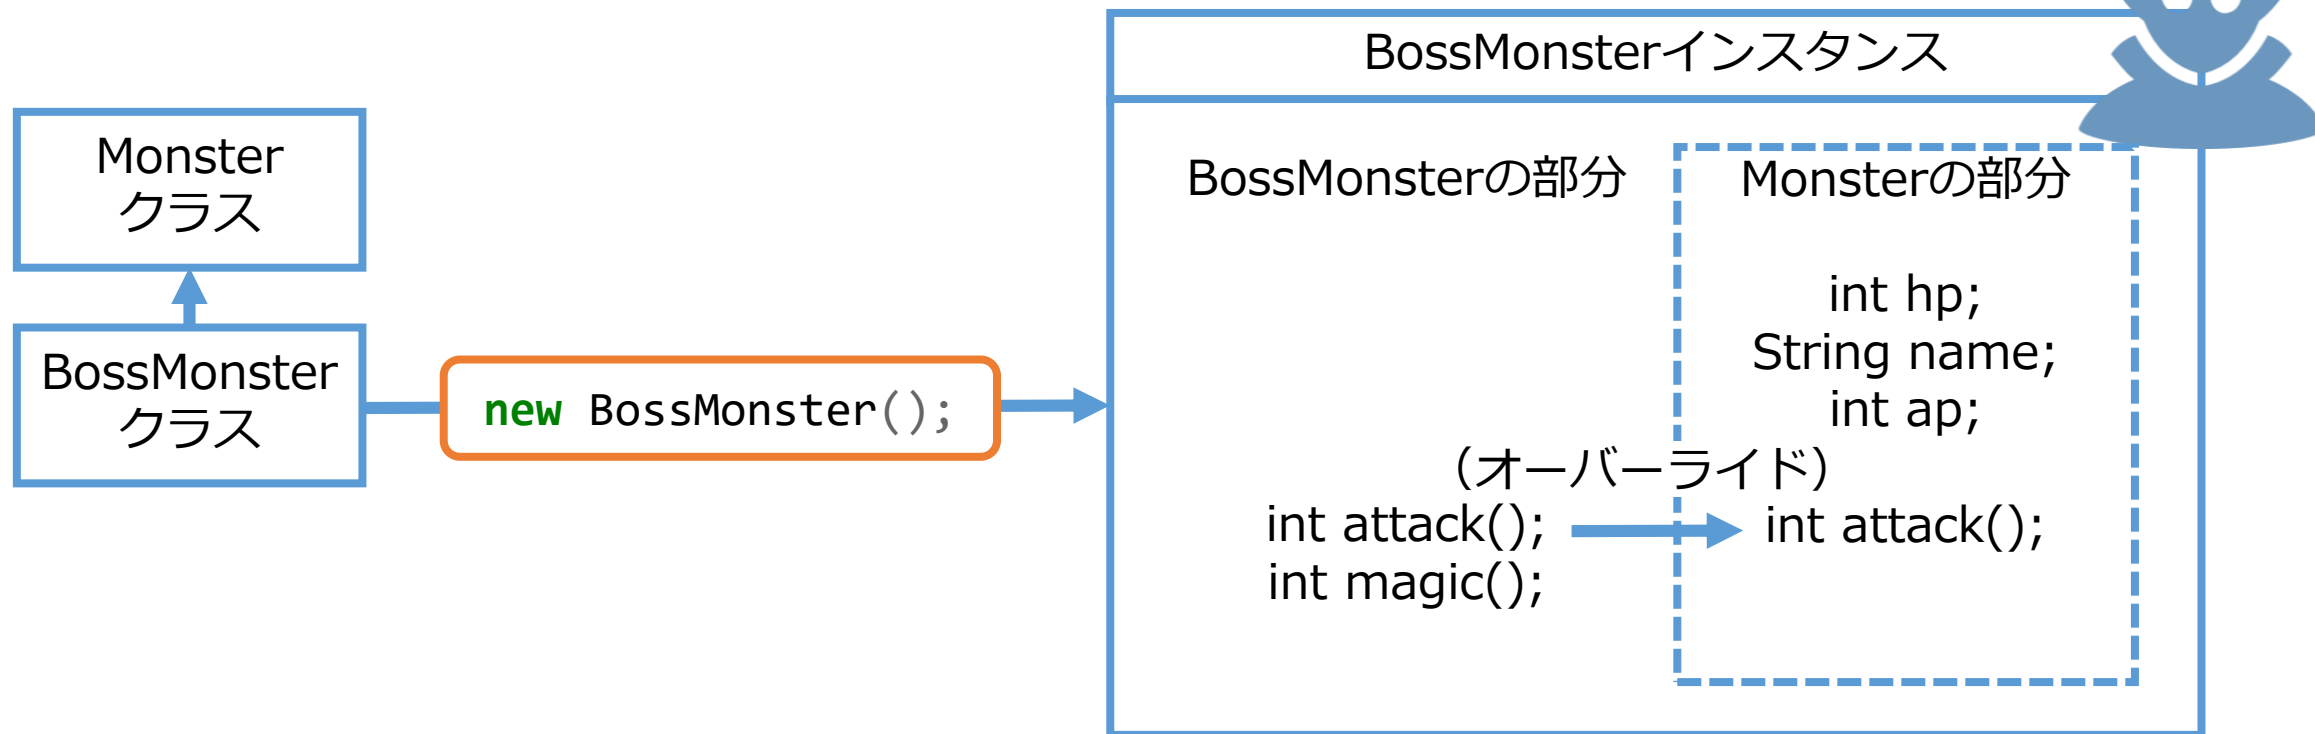 Monster
クラス
BossMonster
クラス
new BossMonster();
BossMonsterインスタンス
BossMonsterの部分
Monsterの部分
int hp;
String name;
int ap;
（オーバーライド）
int attack();
int attack();
int magic();